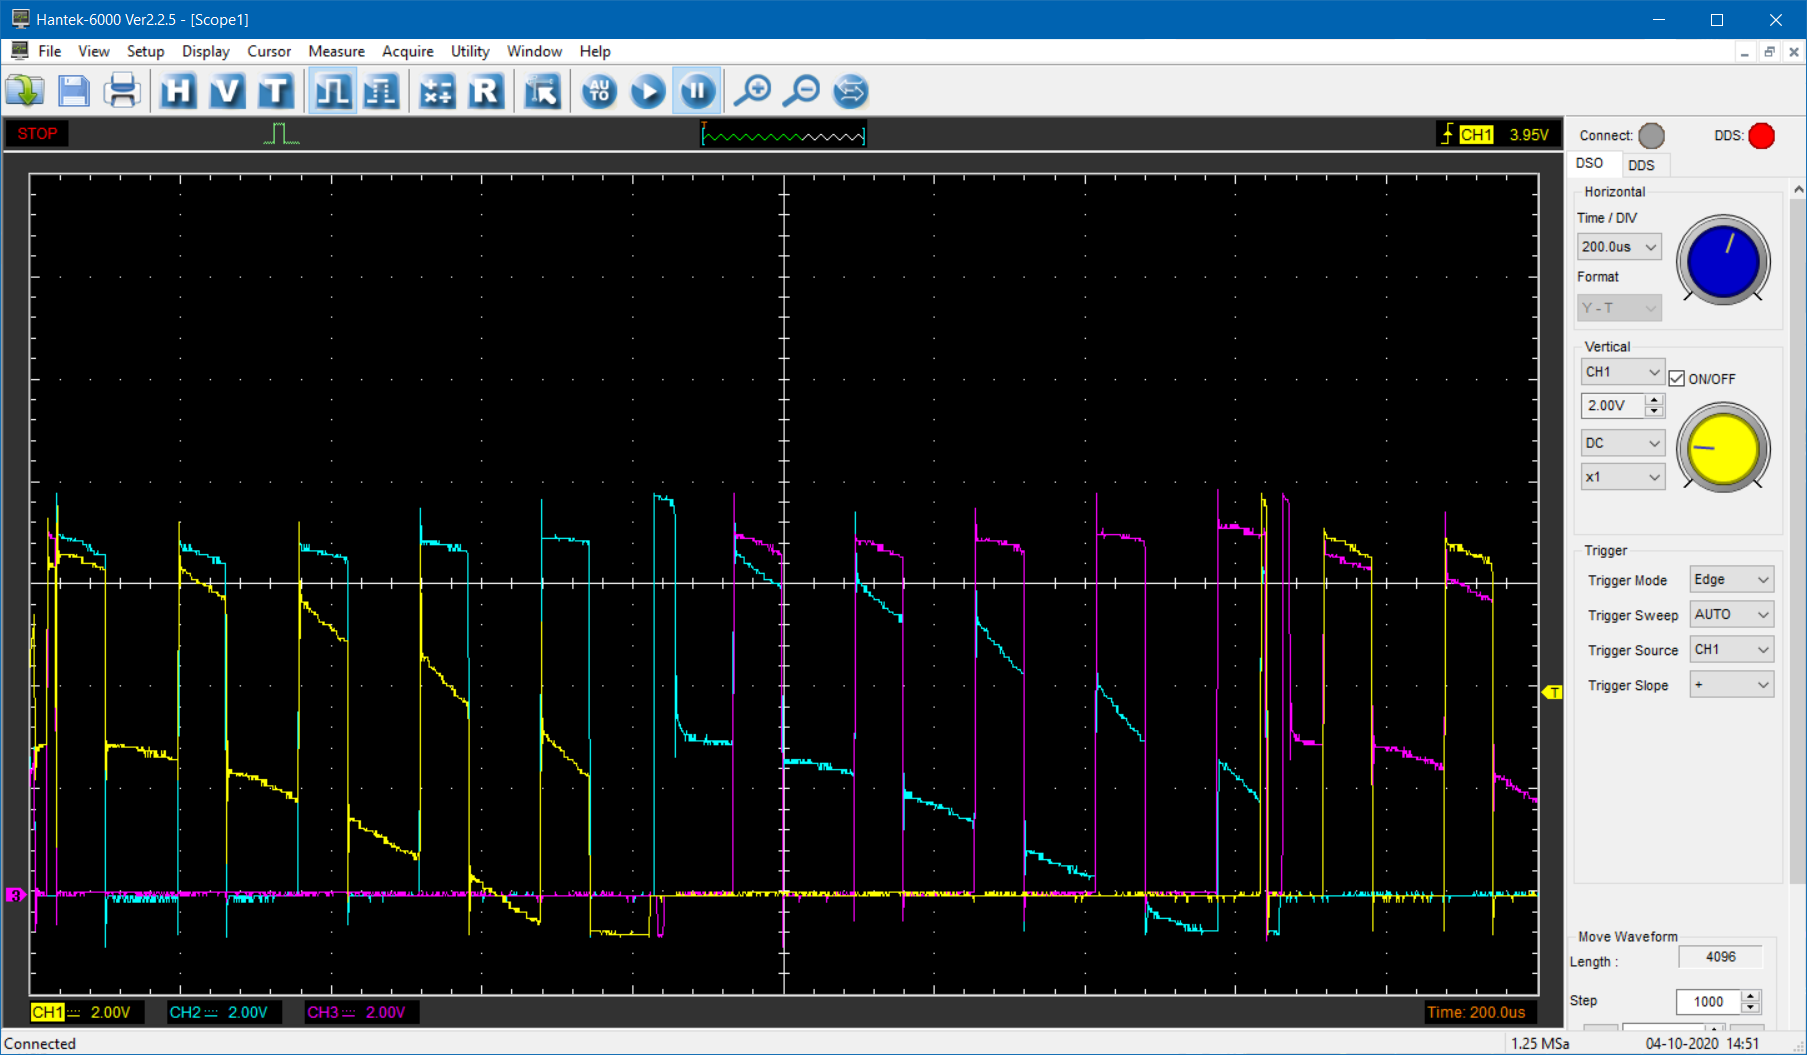 Hantek-6000 Ver2.2.5 - [Scope1]
File View Setup Display Cursor Measure Acquire Utility Window Help
H V T R AU TO
STOP T CH1 3.95V Connect: DDS:
DSO DDS
Horizontal
Time / DIV
200.0us
Format
Y - T
Vertical
CH1 ON/OFF
2.00V
DC
x1
Trigger
Trigger Mode Edge
Trigger Sweep AUTO
Trigger Source CH1
Trigger Slope +
T
3
Move Waveform
Length : 4096
Step 1000
CH1 2.00V CH2 2.00V CH3 2.00V Time: 200.0us
Connected 1.25 MSa 04-10-2020 14:51